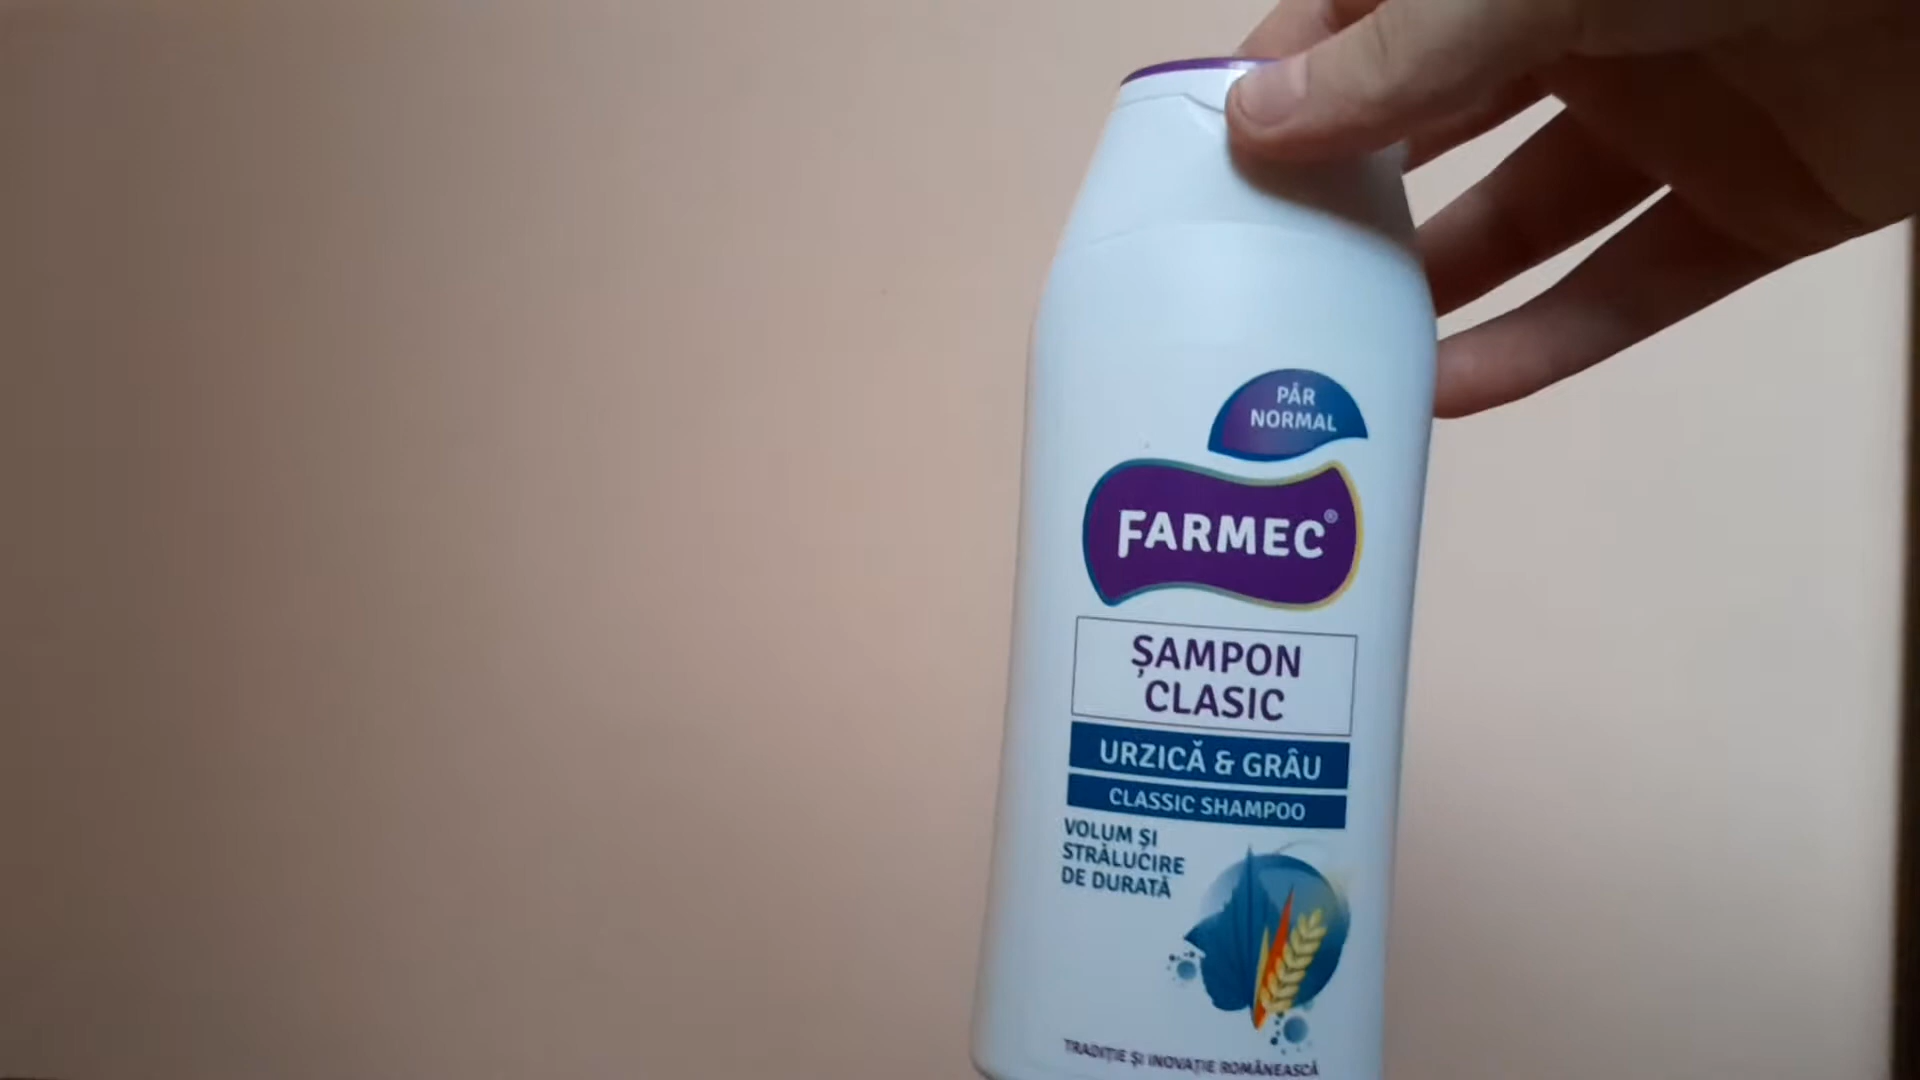 PĂR
NORMAL
FARMEC®
ȘAMPON
CLASIC
URZICĂ & GRÂU
CLASSIC SHAMPOO
VOLUM ȘI
STRĂLUCIRE
DE DURATĂ
TRADIȚIE ȘI INOVAȚIE ROMÂNEASCĂ